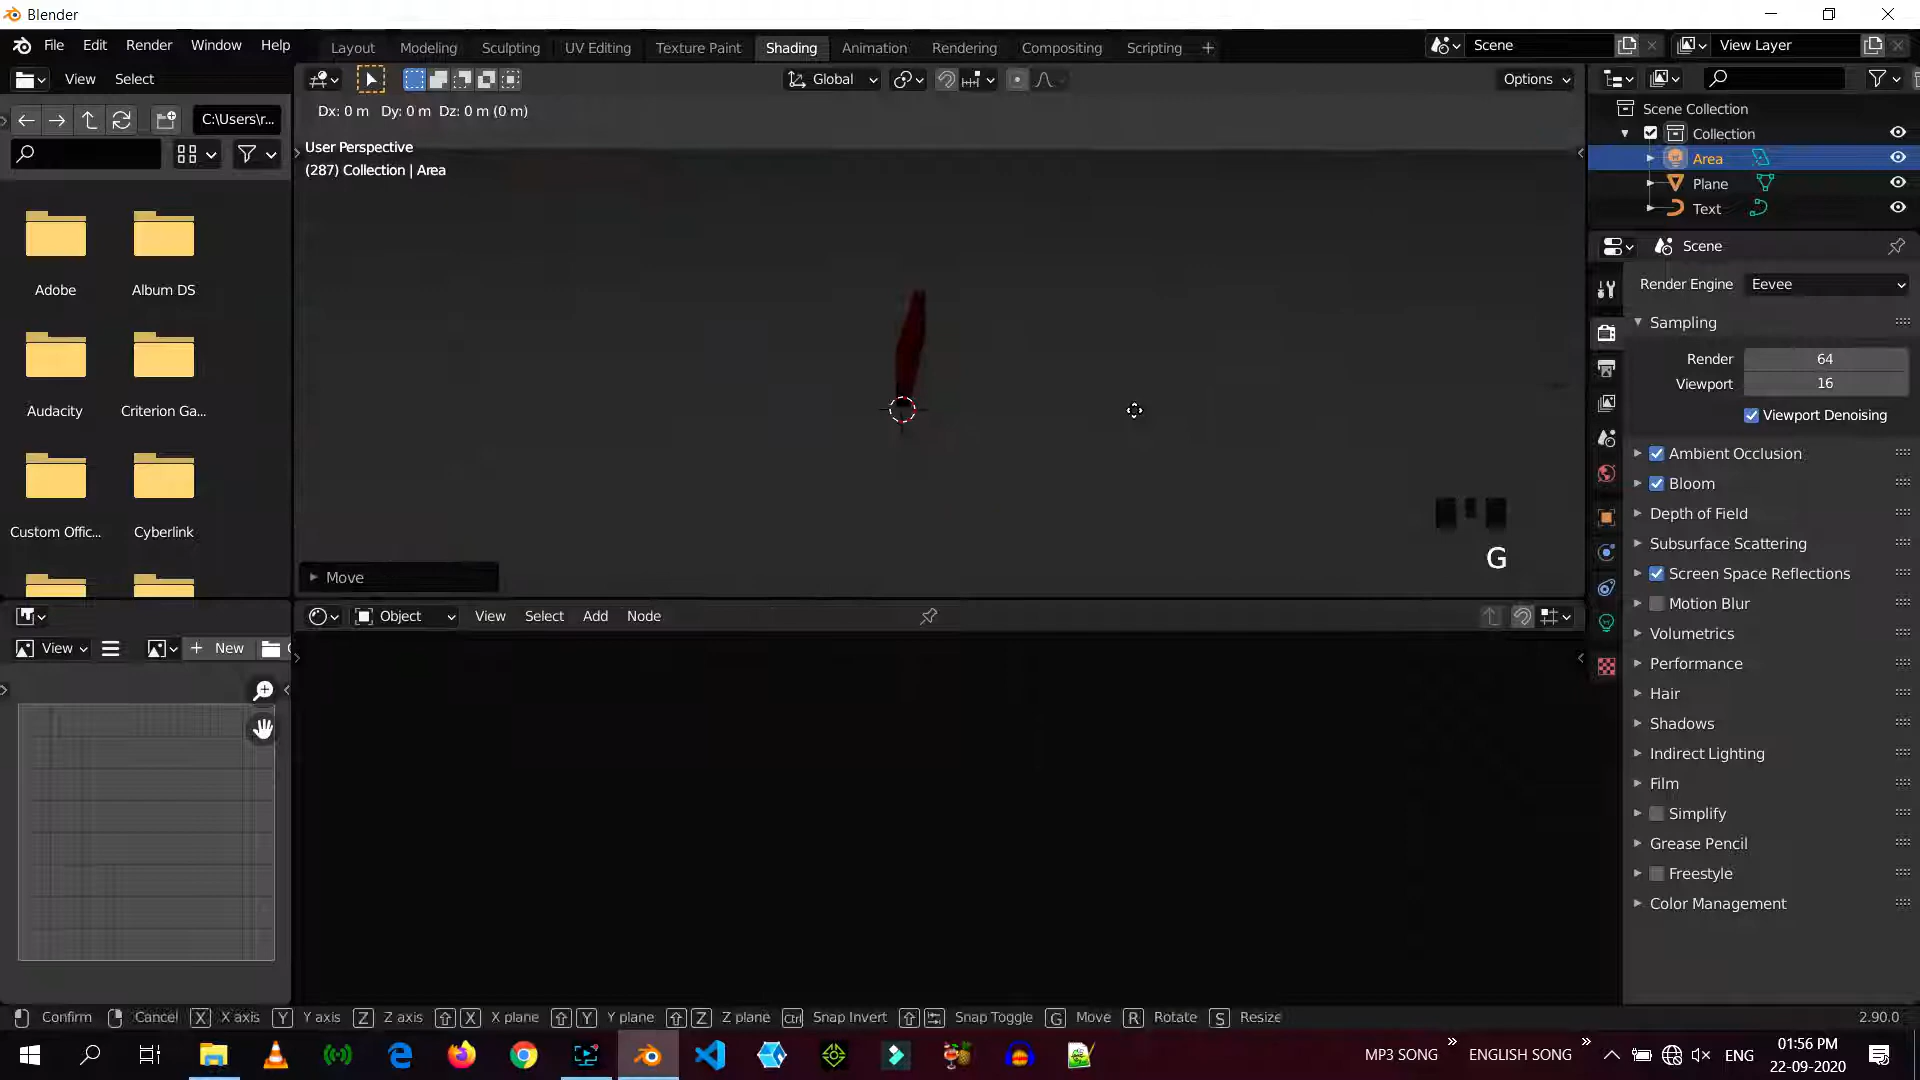 Blender
File Edit Render Window Help
Layout Modeling Sculpting UV Editing Texture Paint Shading Animation Rendering Compositing Scripting
Scene
View Layer
View Select
Global
Options
C:\Users\r...
Dx: 0 m Dy: 0 m Dz: 0 m (0 m)
User Perspective
(287) Collection | Area
Scene Collection
Collection
Area
Plane
Text
Scene
Render Engine Eevee
Sampling
Render 64
Viewport 16
Viewport Denoising
Ambient Occlusion
Bloom
Depth of Field
Subsurface Scattering
Screen Space Reflections
Motion Blur
Volumetrics
Performance
Hair
Shadows
Indirect Lighting
Film
Simplify
Grease Pencil
Freestyle
Color Management
Adobe
Album DS
Audacity
Criterion Ga...
Custom Offic...
Cyberlink
G
Move
Object View Select Add Node
View
New
Confirm Cancel X X axis Y Y axis Z Z axis X X plane Y Y plane Z Z plane Ctrl Snap Invert Snap Toggle G Move R Rotate S Resize
2.90.0
MP3 SONG
ENGLISH SONG
ENG
01:56 PM
22-09-2020